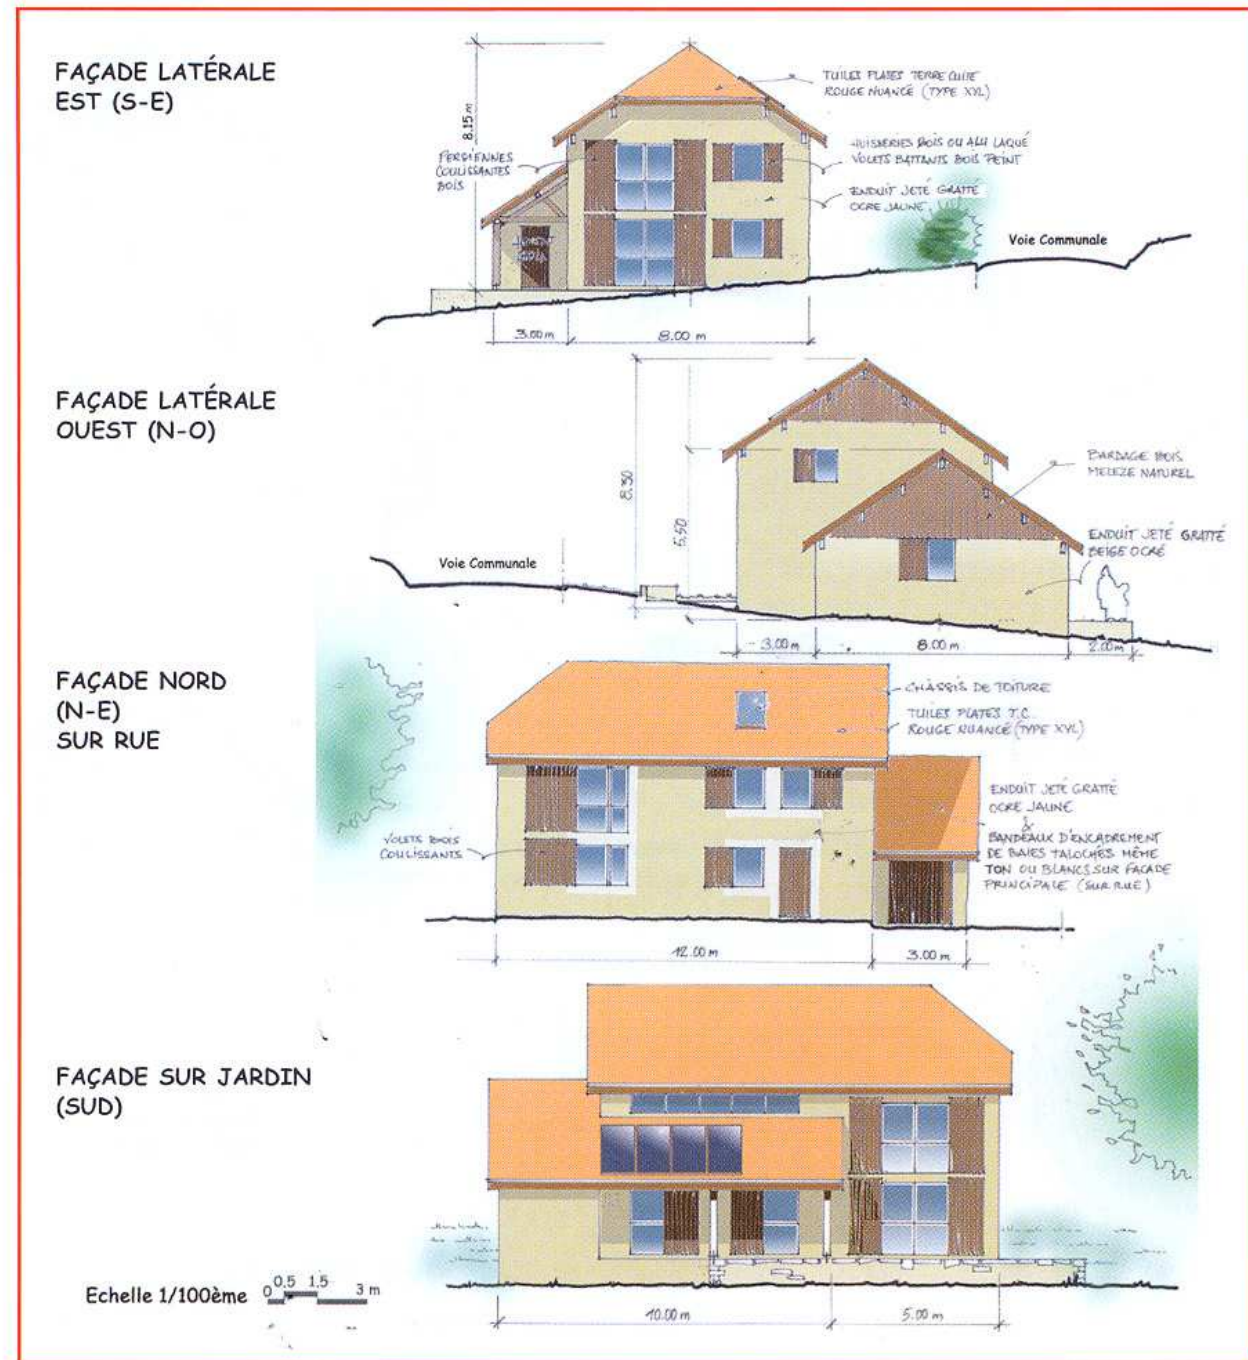 FAÇADE LATÉRALE
EST (S-E)
8.15 m
TUILES PLATES TERRE CUITE
ROUGE NUANCÉ (TYPE XXL)
PERSIENNES
COULISSANTES
BOIS
HUISSERIES BOIS OU ALU LAQUÉ
VOLETS BATTANTS BOIS PEINT
ENDUIT JETÉ GRATTÉ
OCRE JAUNE
Voie Communale
3.00 m
8.00 m
FAÇADE LATÉRALE
OUEST (N-O)
8.30
5.50
BARDAGE BOIS
MELEZE NATUREL
ENDUIT JETÉ GRATTÉ
BEIGE OCRÉ
Voie Communale
3.00 m
8.00 m
2.00 m
FAÇADE NORD
(N-E)
SUR RUE
CHÂSSIS DE TOITURE
TUILES PLATES T.C.
ROUGE NUANCÉ (TYPE XXL)
VOLETS BOIS
COULISSANTS
ENDUIT JETÉ GRATTÉ
OCRE JAUNE
&
BANDEAUX D'ENCADREMENT
DE BAIES TALOCHÉS MÊME
TON OU BLANCS SUR FAÇADE
PRINCIPALE (SUR RUE)
12.00 m
3.00 m
FAÇADE SUR JARDIN
(SUD)
Echelle 1/100ème
0 0,5 1,5 3 m
10.00 m
5.00 m